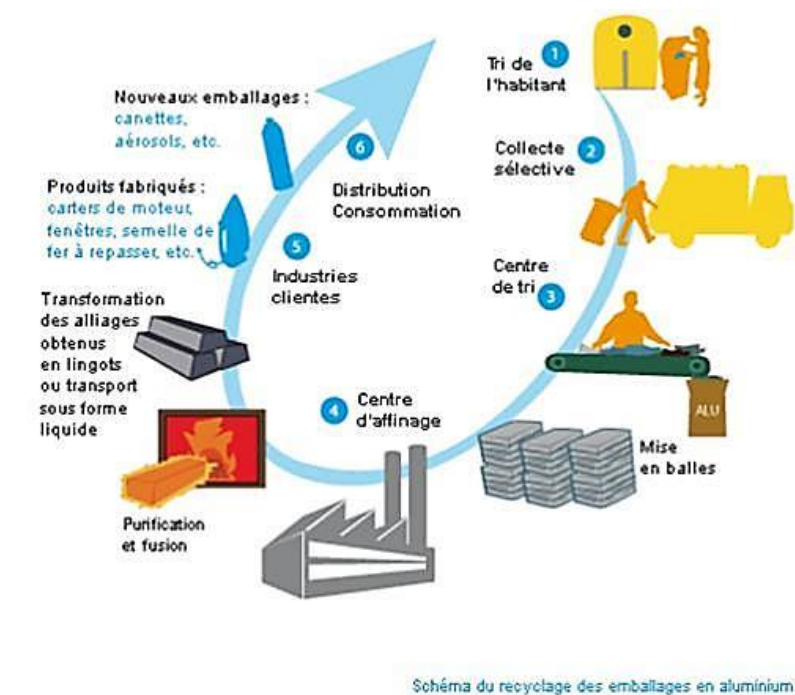 1
Tri de
l'habitant
2
Collecte
sélective
Centre
de tri
3
ALU
Mise
en balles
4
Centre
d'affinage
Purification
et fusion
Transformation
des alliages
obtenus
en lingots
ou transport
sous forme
liquide
5
Industries
clientes
Produits fabriqués :
carters de moteur,
fenêtres, semelle de
fer à repasser, etc.
Nouveaux emballages :
canettes,
aérosols, etc.
6
Distribution
Consommation
Schéma du recyclage des emballages en aluminium